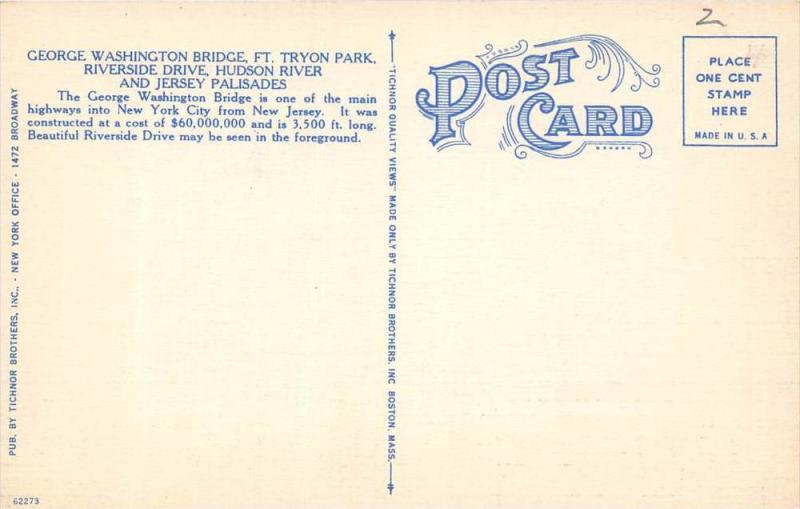 2
GEORGE WASHINGTON BRIDGE, FT. TRYON PARK,
RIVERSIDE DRIVE, HUDSON RIVER
AND JERSEY PALISADES
The George Washington Bridge is one of the main
highways into New York City from New Jersey. It was
constructed at a cost of $60,000,000 and is 3,500 ft. long.
Beautiful Riverside Drive may be seen in the foreground.
PUB. BY TICHNOR BROTHERS, INC., - NEW YORK OFFICE - 1472 BROADWAY
"TICHNOR QUALITY VIEWS" MADE ONLY BY TICHNOR BROTHERS, INC BOSTON, MASS.
POST
CARD
PLACE
ONE CENT
STAMP
HERE
MADE IN U. S. A
62273